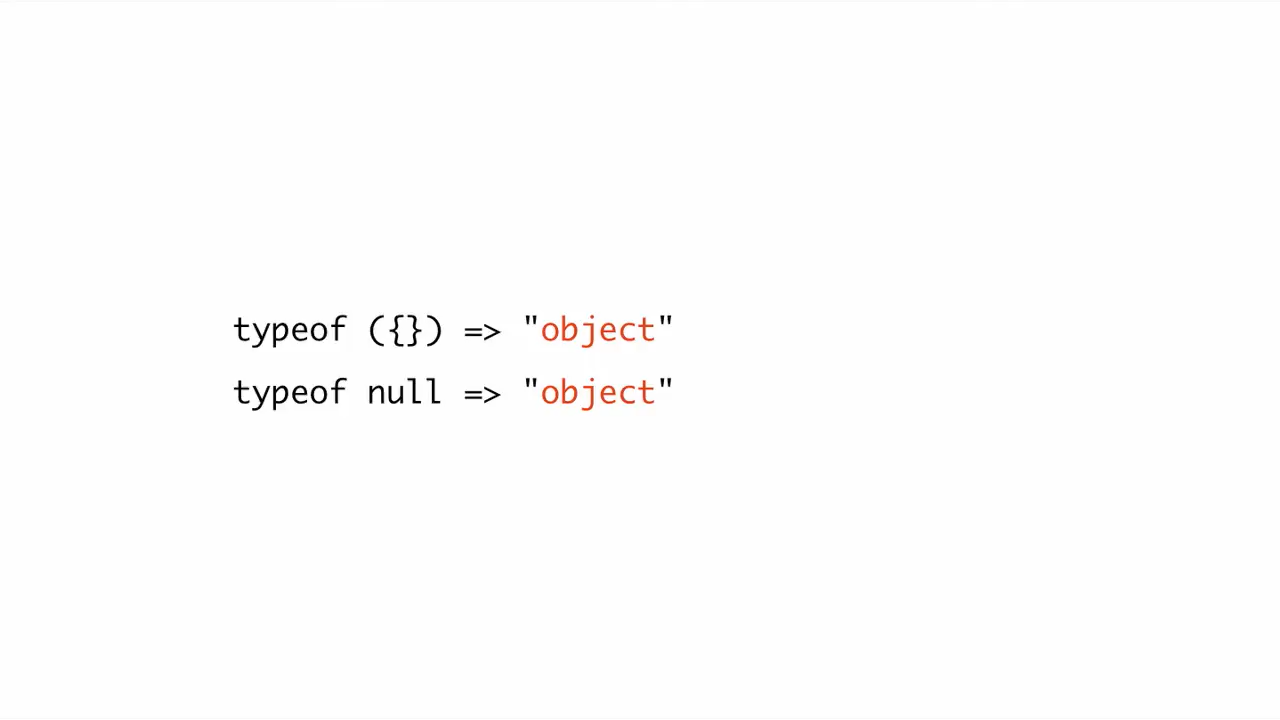 typeof ({}) => "object"
typeof null => "object"